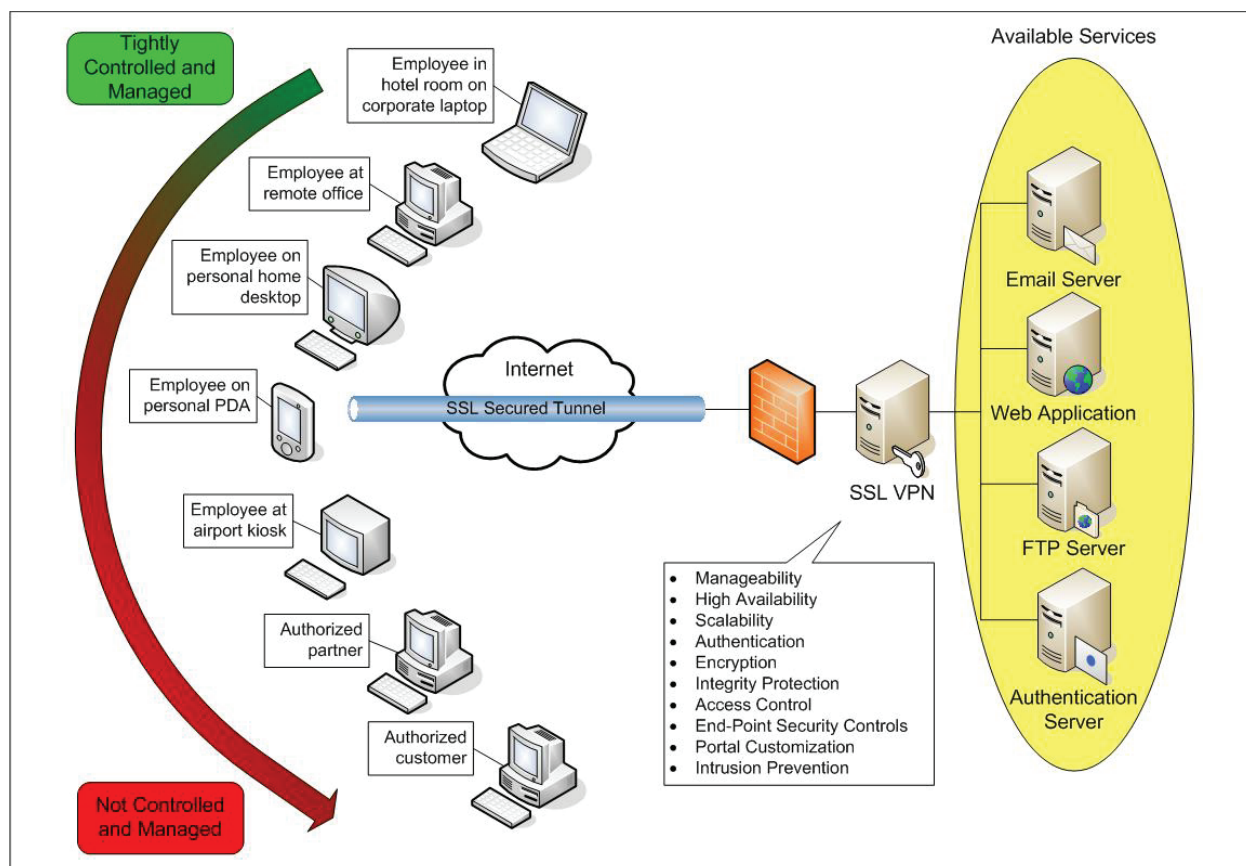 Tightly
Controlled and
Managed
Employee in
hotel room on
corporate laptop
Employee at
remote office
Employee on
personal home
desktop
Employee on
personal PDA
Employee at
airport kiosk
Authorized
partner
Authorized
customer
Not Controlled
and Managed
Internet
SSL Secured Tunnel
SSL VPN
• Manageability
• High Availability
• Scalability
• Authentication
• Encryption
• Integrity Protection
• Access Control
• End-Point Security Controls
• Portal Customization
• Intrusion Prevention
Available Services
Email Server
Web Application
FTP Server
Authentication
Server